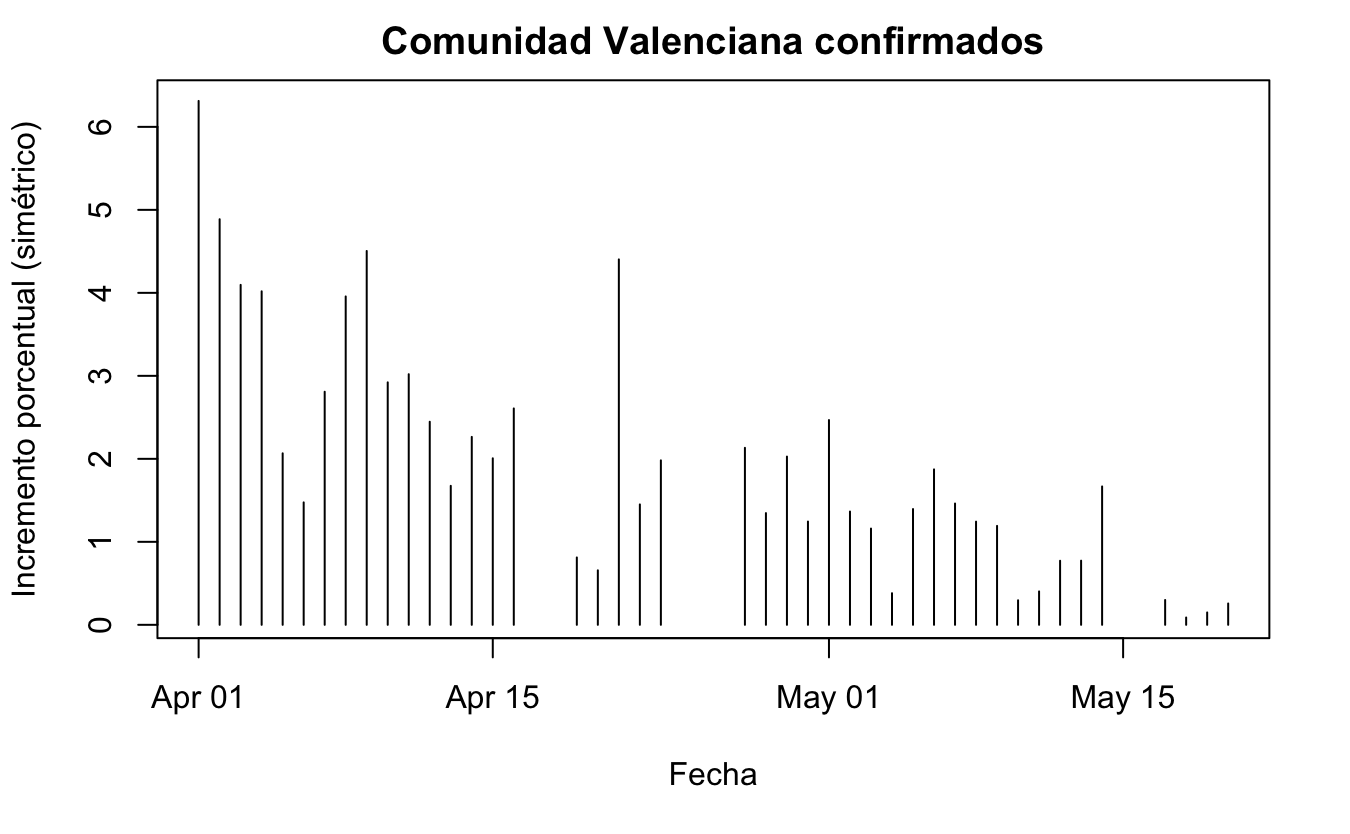 Comunidad Valenciana confirmados
Incremento porcentual (simétrico)
6
5
4
3
2
1
0
Apr 01 Apr 15 May 01 May 15
Fecha